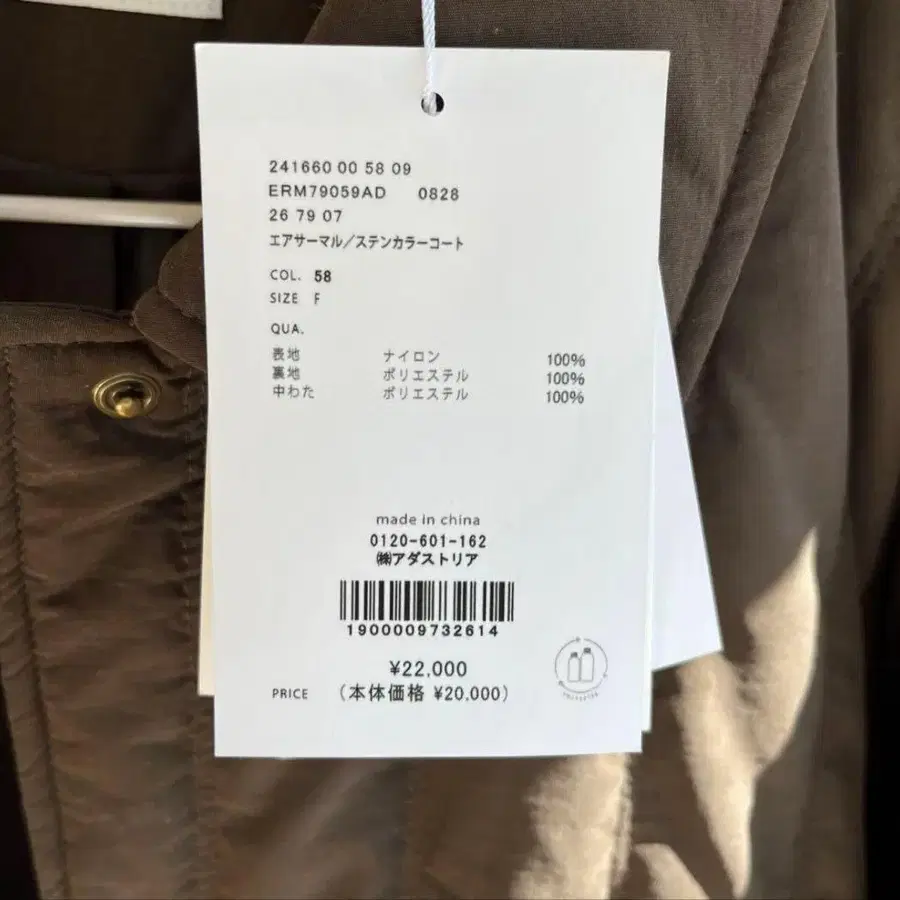 241660 00 58 09
ERM79059AD 0828
26 79 07
エアサーマル／ステンカラーコート
COL. 58
SIZE F
QUA.
表地 ナイロン 100%
裏地 ポリエステル 100%
中わた ポリエステル 100%
made in china
0120-601-162
㈱アダストリア
1900009732614
¥22,000
PRICE (本体価格 ¥20,000)